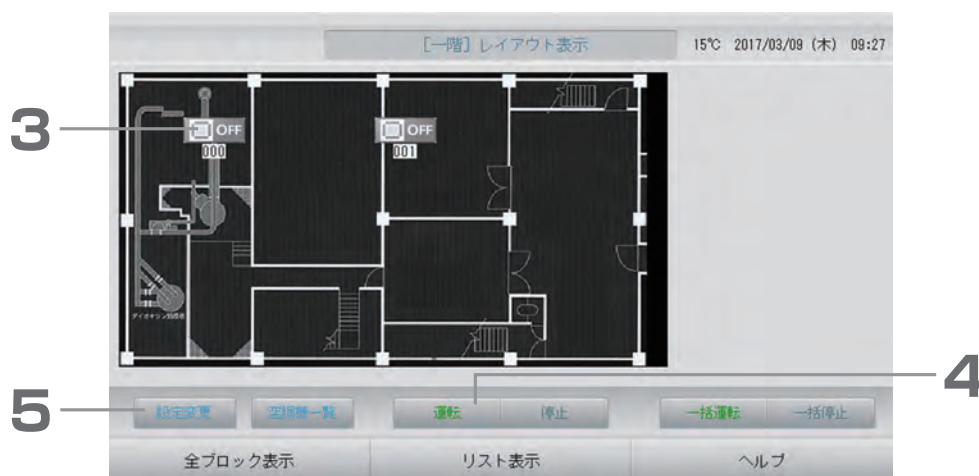 [一階] レイアウト表示
15℃ 2017/03/09 (木) 09:27
3
OFF
000
OFF
001
5
設定変更
空調機一覧
運転
停止
一括運転
一括停止
4
全ブロック表示
リスト表示
ヘルプ